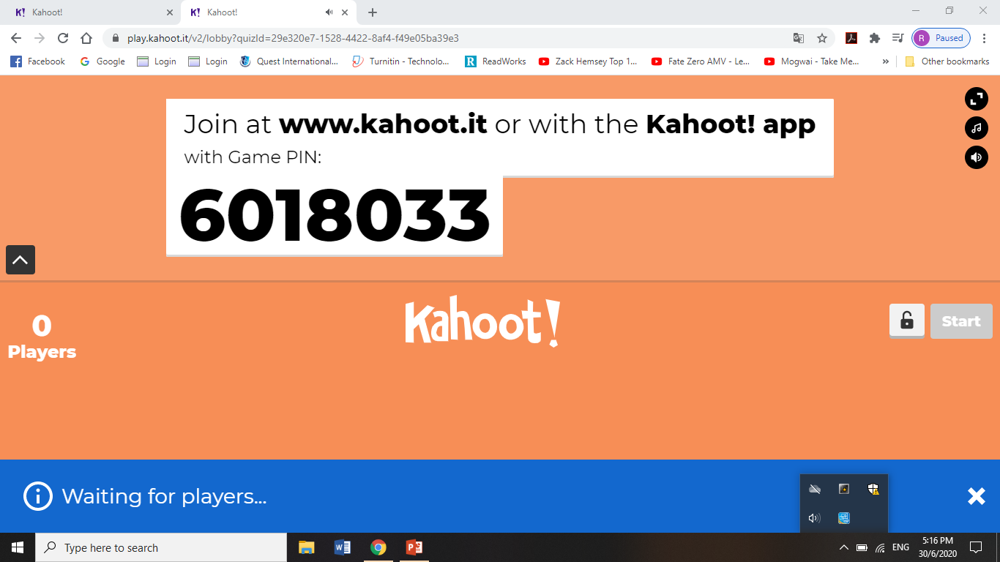 Kahoot!
Kahoot!
play.kahoot.it/v2/lobby?quizId=29e320e7-1528-4422-8af4-f49e05ba39e3
R Paused
Facebook Google Login Login Quest International... Turnitin - Technolo... ReadWorks Zack Hemsey Top 1... Fate Zero AMV - Le... Mogwai - Take Me... » Other bookmarks
Join at www.kahoot.it or with the Kahoot! app
with Game PIN:
6018033
0
Players
Kahoot!
Start
Waiting for players...
Type here to search
ENG
5:16 PM
30/6/2020